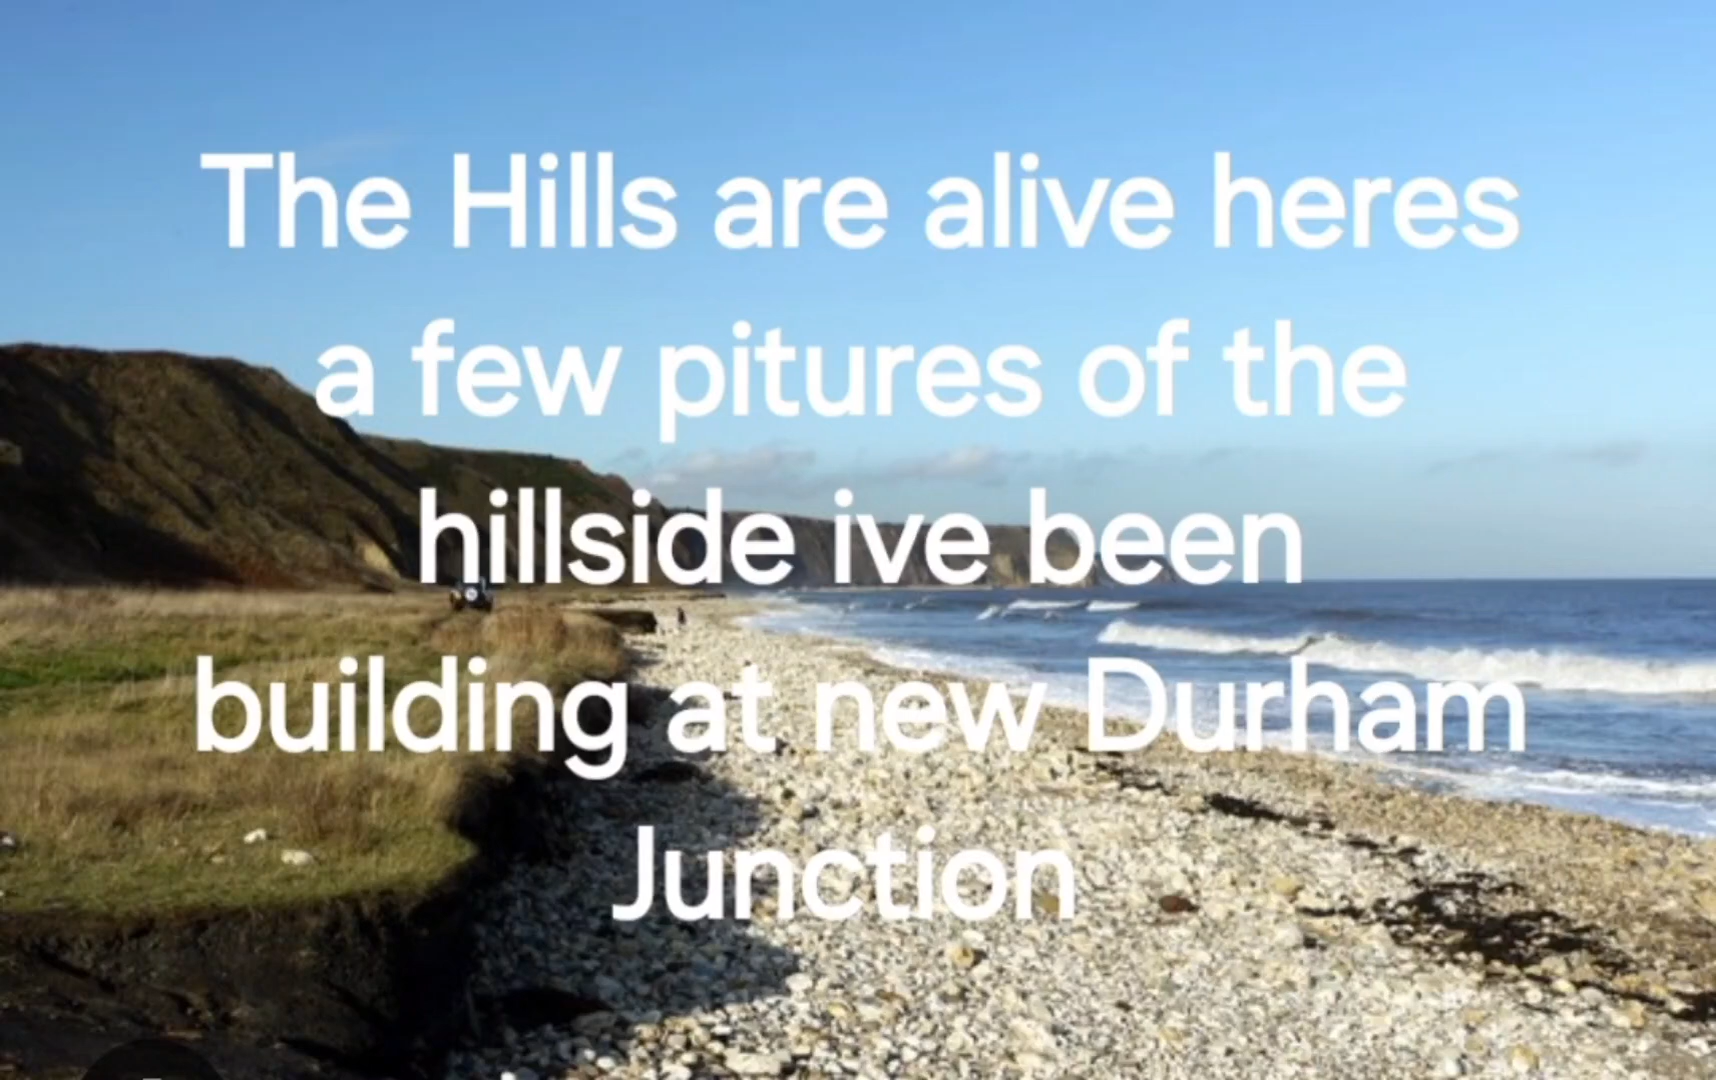 The Hills are alive heres
a few pitures of the
hillside ive been
building at new Durham
Junction